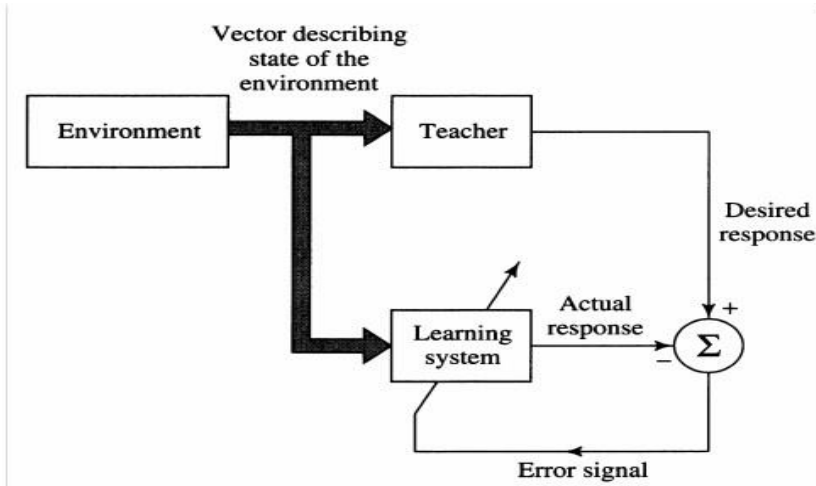 Vector describing
state of the
environment
Environment
Teacher
Desired
response
Learning
system
Actual
response
+
Σ
−
Error signal